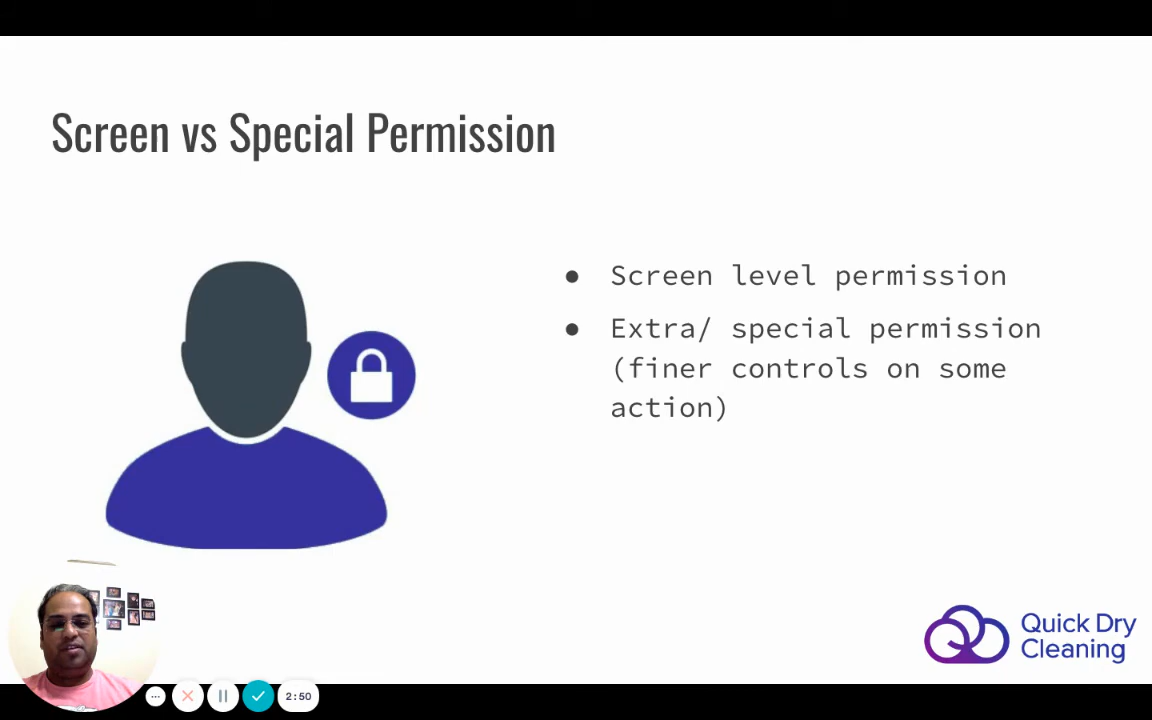 Screen vs Special Permission
● Screen level permission
● Extra/ special permission
(finer controls on some
action)
Quick Dry
Cleaning
2:50